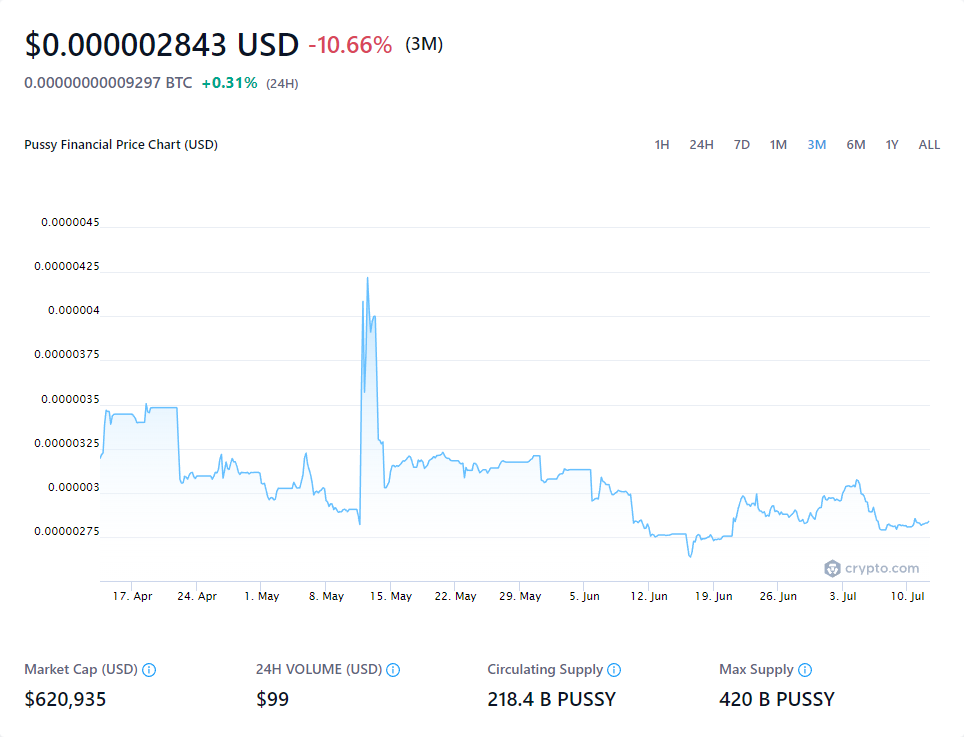 $0.000002843 USD -10.66% (3M)
0.00000000009297 BTC +0.31% (24H)
Pussy Financial Price Chart (USD)
1H 24H 7D 1M 3M 6M 1Y ALL
0.0000045
0.00000425
0.000004
0.00000375
0.0000035
0.00000325
0.000003
0.00000275
crypto.com
17. Apr 24. Apr 1. May 8. May 15. May 22. May 29. May 5. Jun 12. Jun 19. Jun 26. Jun 3. Jul 10. Jul
Market Cap (USD) 24H VOLUME (USD) Circulating Supply Max Supply
$620,935 $99 218.4 B PUSSY 420 B PUSSY